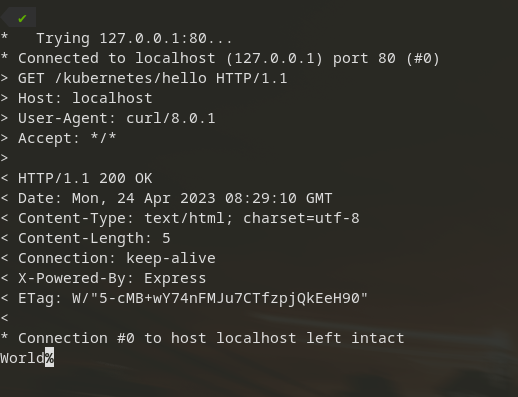 ✔
*   Trying 127.0.0.1:80...
* Connected to localhost (127.0.0.1) port 80 (#0)
> GET /kubernetes/hello HTTP/1.1
> Host: localhost
> User-Agent: curl/8.0.1
> Accept: */*
>
< HTTP/1.1 200 OK
< Date: Mon, 24 Apr 2023 08:29:10 GMT
< Content-Type: text/html; charset=utf-8
< Content-Length: 5
< Connection: keep-alive
< X-Powered-By: Express
< ETag: W/"5-cMB+wY74nFMJu7CTfzpjQkEeH90"
<
* Connection #0 to host localhost left intact
World%